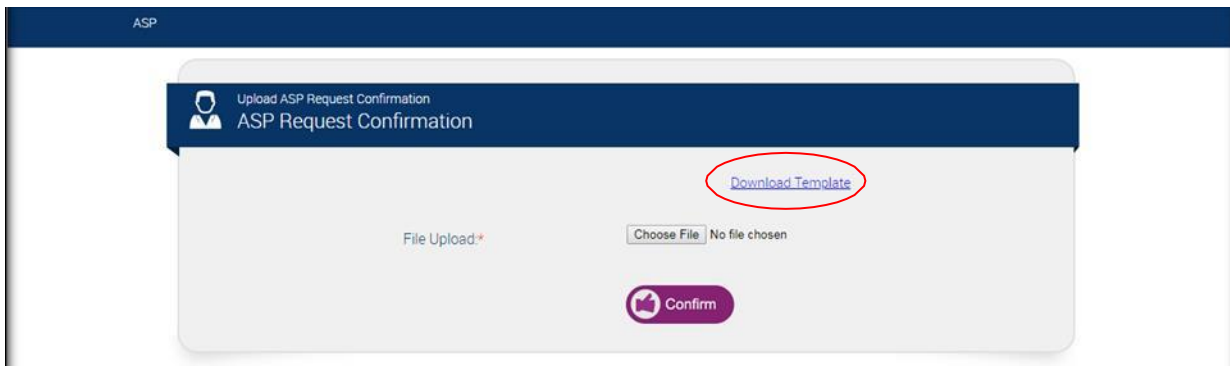 ASP
Upload ASP Request Confirmation
ASP Request Confirmation
Download Template
File Upload:*
Choose File No file chosen
Confirm